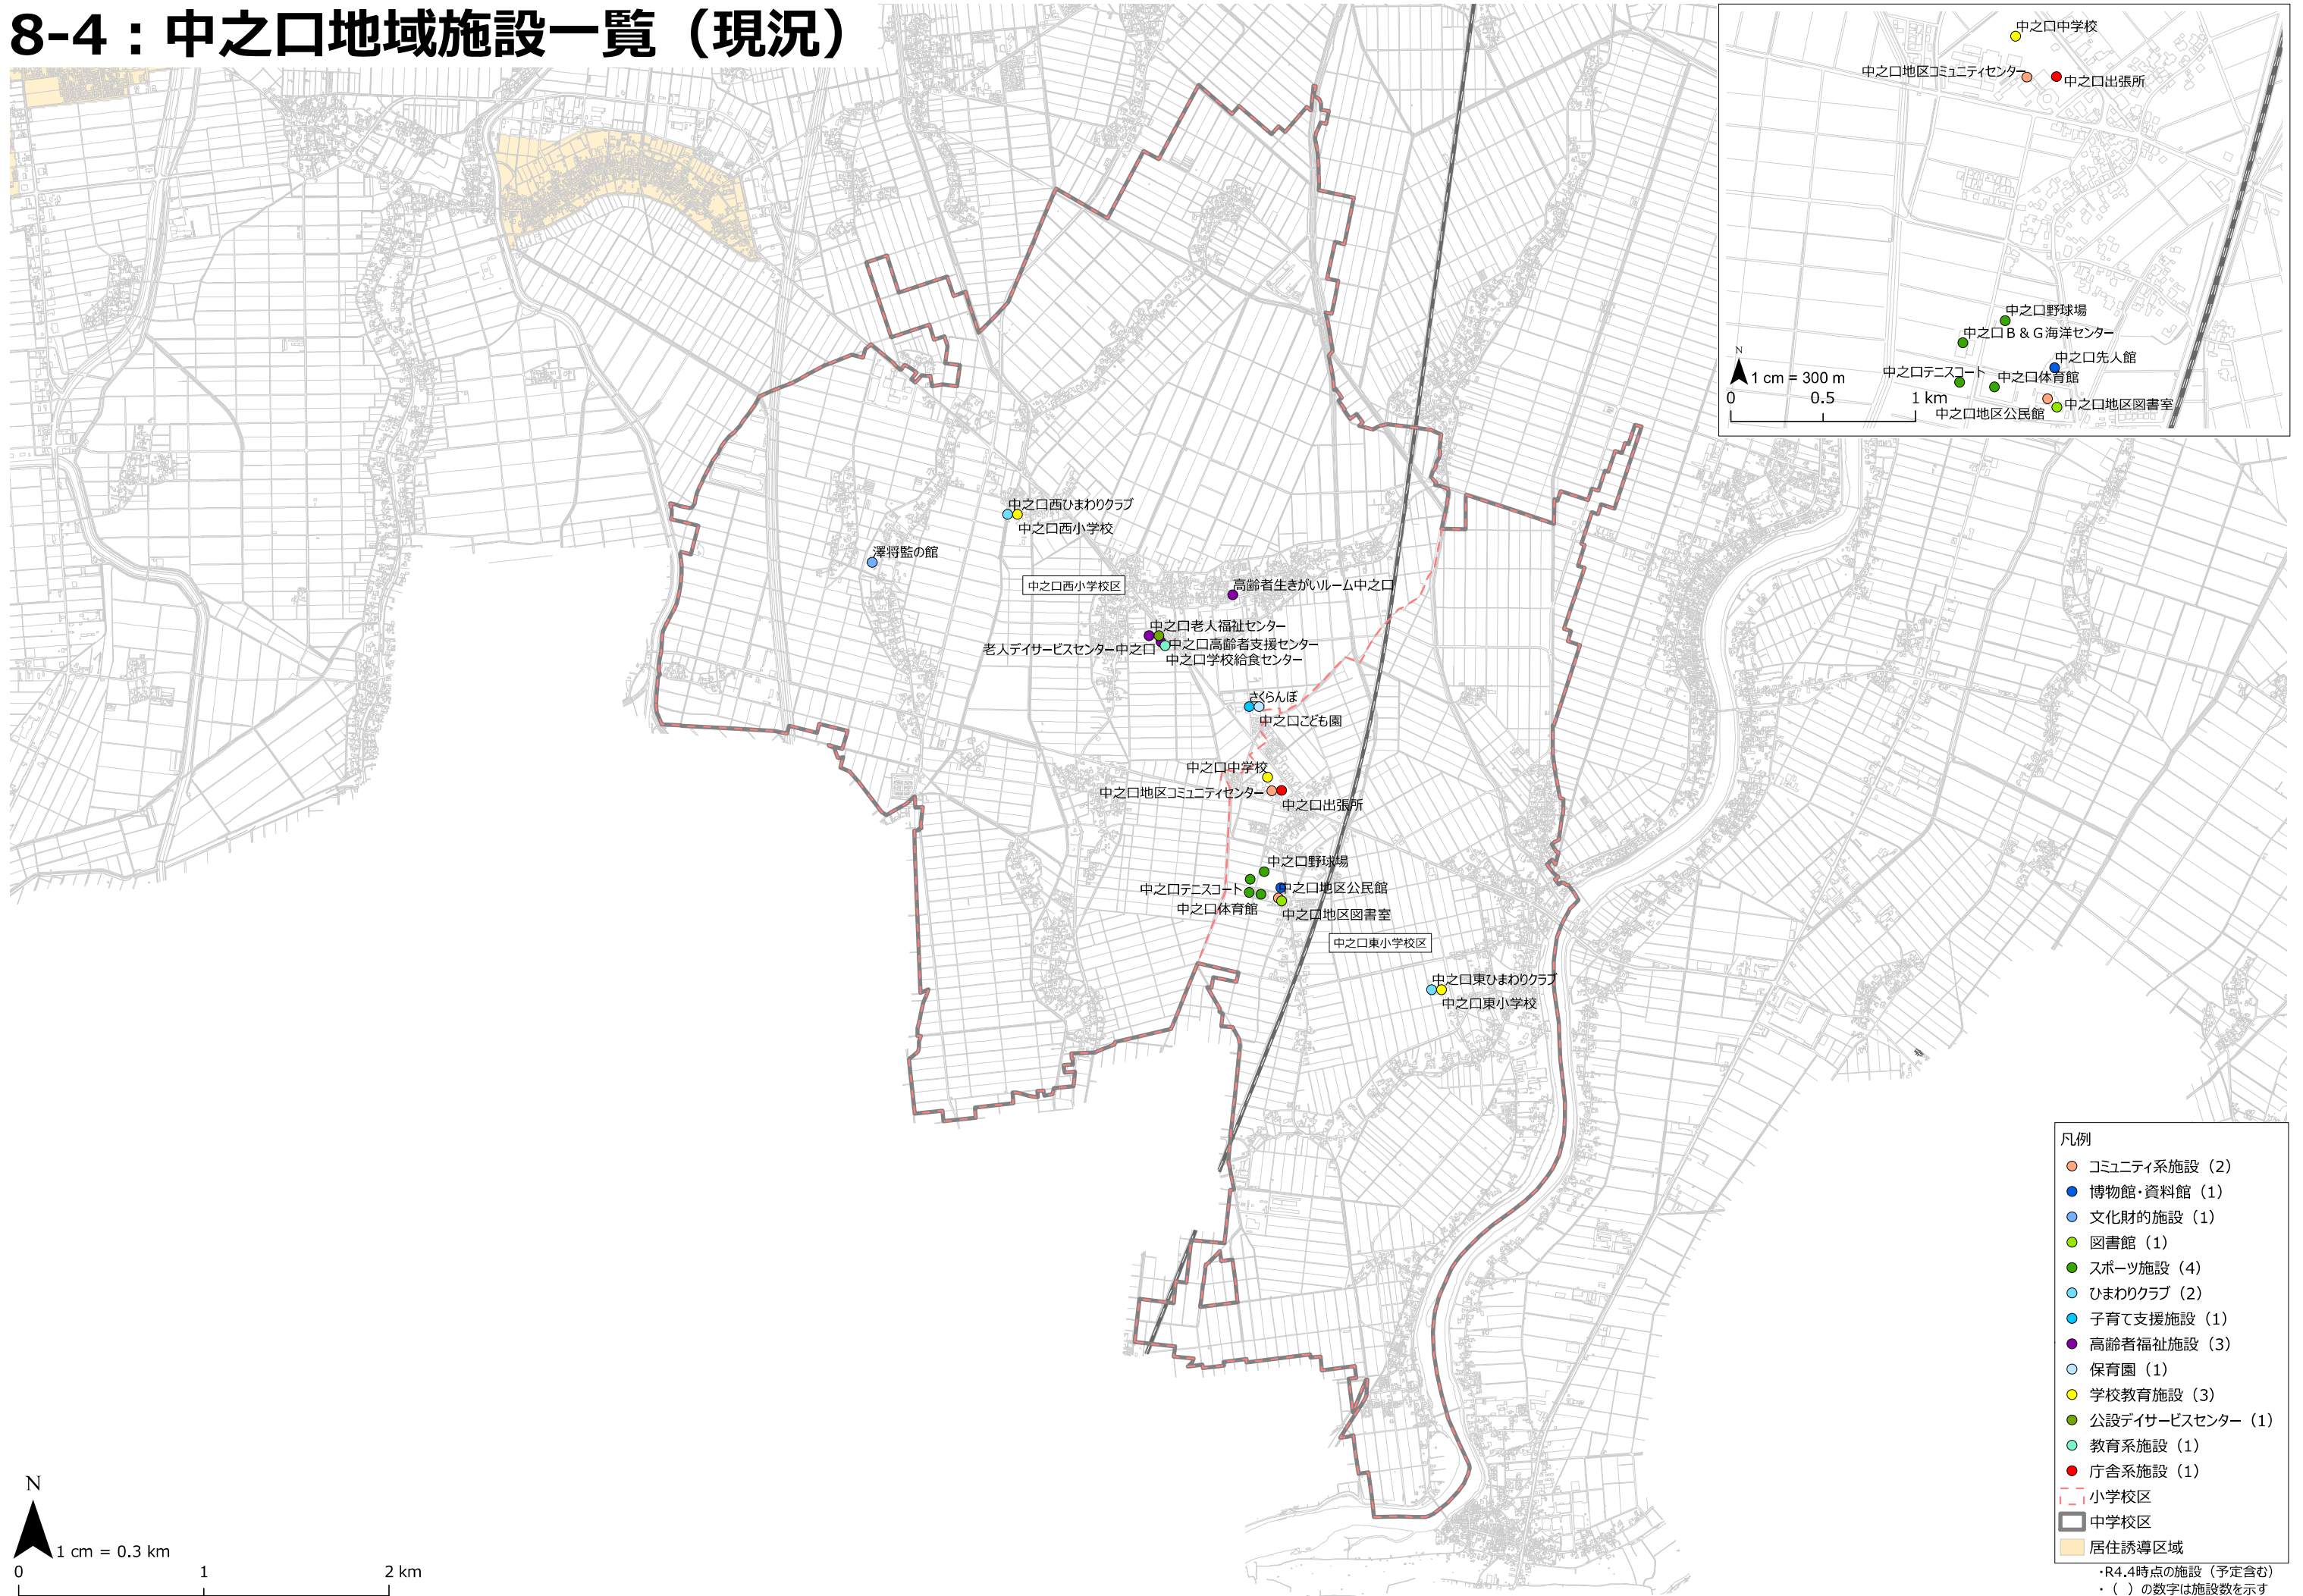 8-4：中之口地域施設一覧（現況）
中之口中学校
中之口地区コミュニティセンター
中之口出張所
中之口野球場
中之口Ｂ＆Ｇ海洋センター
中之口先人館
中之口テニスコート
中之口体育館
中之口地区図書室
中之口地区公民館
N
1 cm = 300 m
0 0.5 1 km
中之口西ひまわりクラブ
中之口西小学校
澤将監の館
中之口西小学校区
高齢者生きがいルーム中之口
中之口老人福祉センター
中之口高齢者支援センター
老人デイサービスセンター中之口
中之口学校給食センター
さくらんぼ
中之口こども園
中之口中学校
中之口地区コミュニティセンター
中之口出張所
中之口野球場
中之口地区公民館
中之口テニスコート
中之口体育館
中之口地区図書室
中之口東小学校区
中之口東ひまわりクラブ
中之口東小学校
凡例
コミュニティ系施設（2）
博物館・資料館（1）
文化財的施設（1）
図書館（1）
スポーツ施設（4）
ひまわりクラブ（2）
子育て支援施設（1）
高齢者福祉施設（3）
保育園（1）
学校教育施設（3）
公設デイサービスセンター（1）
教育系施設（1）
庁舎系施設（1）
小学校区
中学校区
居住誘導区域
・R4.4時点の施設（予定含む）
・（ ）の数字は施設数を示す
N
1 cm = 0.3 km
0 1 2 km